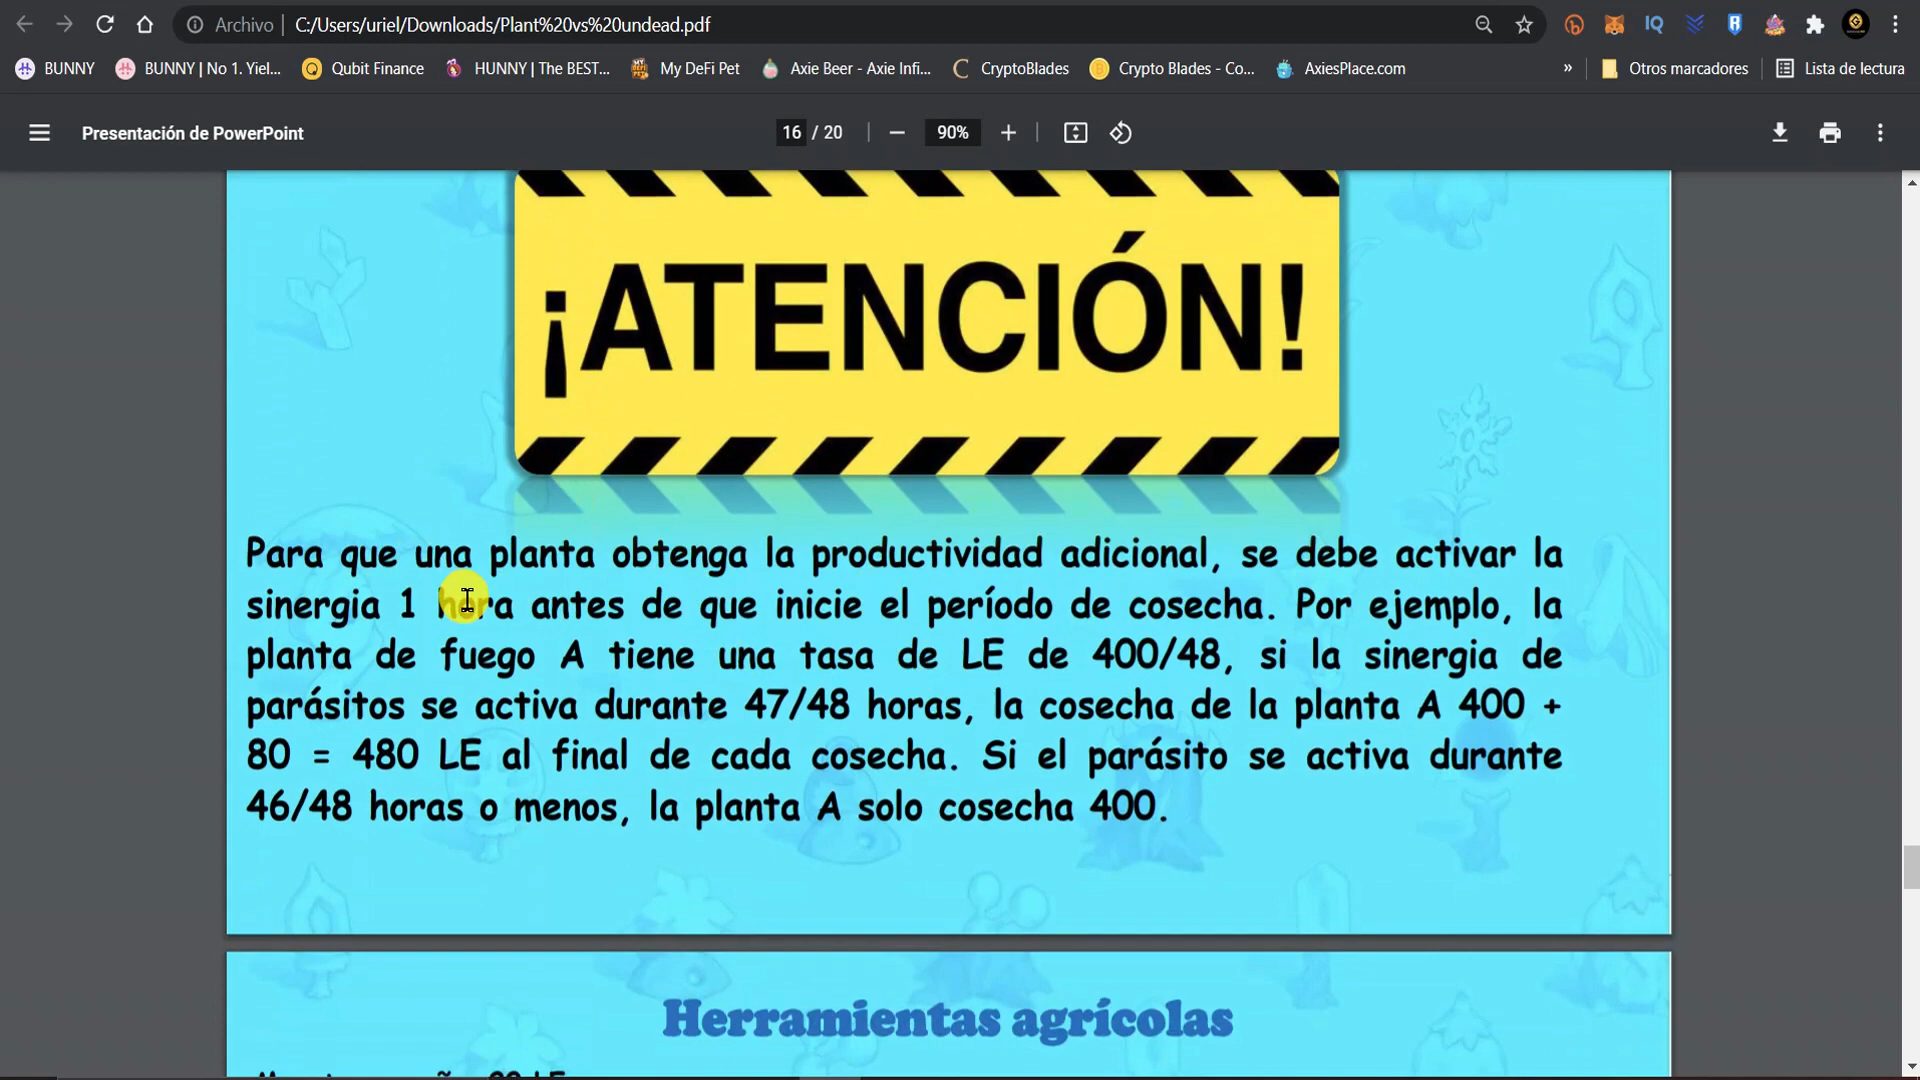 Archivo
C:/Users/uriel/Downloads/Plant%20vs%20undead.pdf
BUNNY
BUNNY | No 1. Yiel...
Qubit Finance
HUNNY | The BEST...
My DeFi Pet
Axie Beer - Axie Infi...
CryptoBlades
Crypto Blades - Co...
AxiesPlace.com
»
Otros marcadores
Lista de lectura
Presentación de PowerPoint
16 / 20
90%
¡ATENCIÓN!
Para que una planta obtenga la productividad adicional, se debe activar la
sinergia 1 hora antes de que inicie el período de cosecha. Por ejemplo, la
planta de fuego A tiene una tasa de LE de 400/48, si la sinergia de
parásitos se activa durante 47/48 horas, la cosecha de la planta A 400 +
80 = 480 LE al final de cada cosecha. Si el parásito se activa durante
46/48 horas o menos, la planta A solo cosecha 400.
Herramientas agrícolas